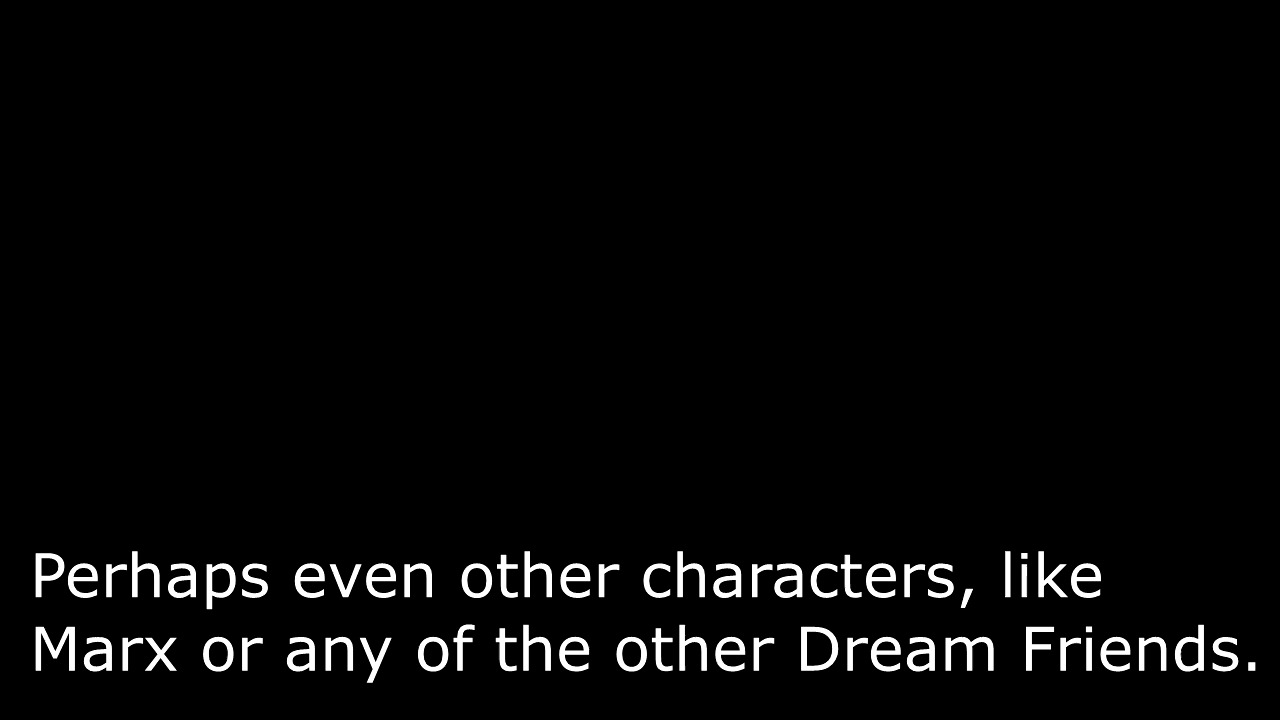 Perhaps even other characters, like
Marx or any of the other Dream Friends.